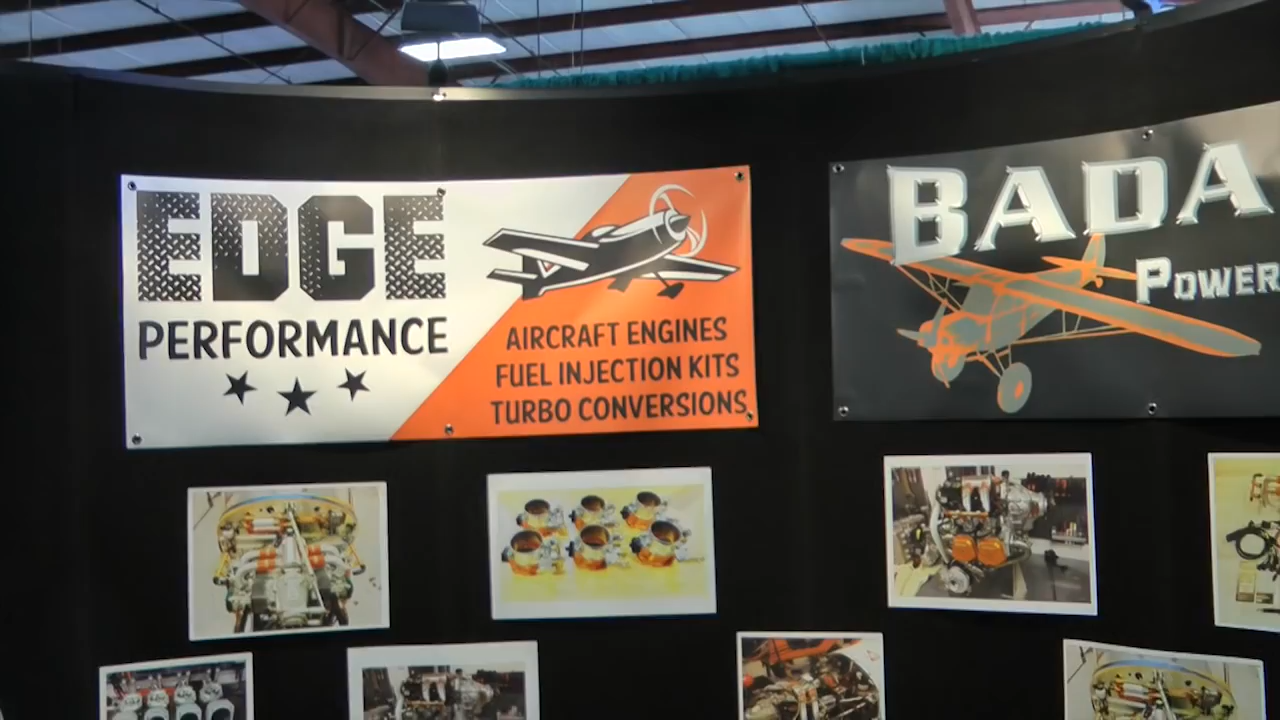 EDGE
PERFORMANCE
AIRCRAFT ENGINES
FUEL INJECTION KITS
TURBO CONVERSIONS
BADA
POWER